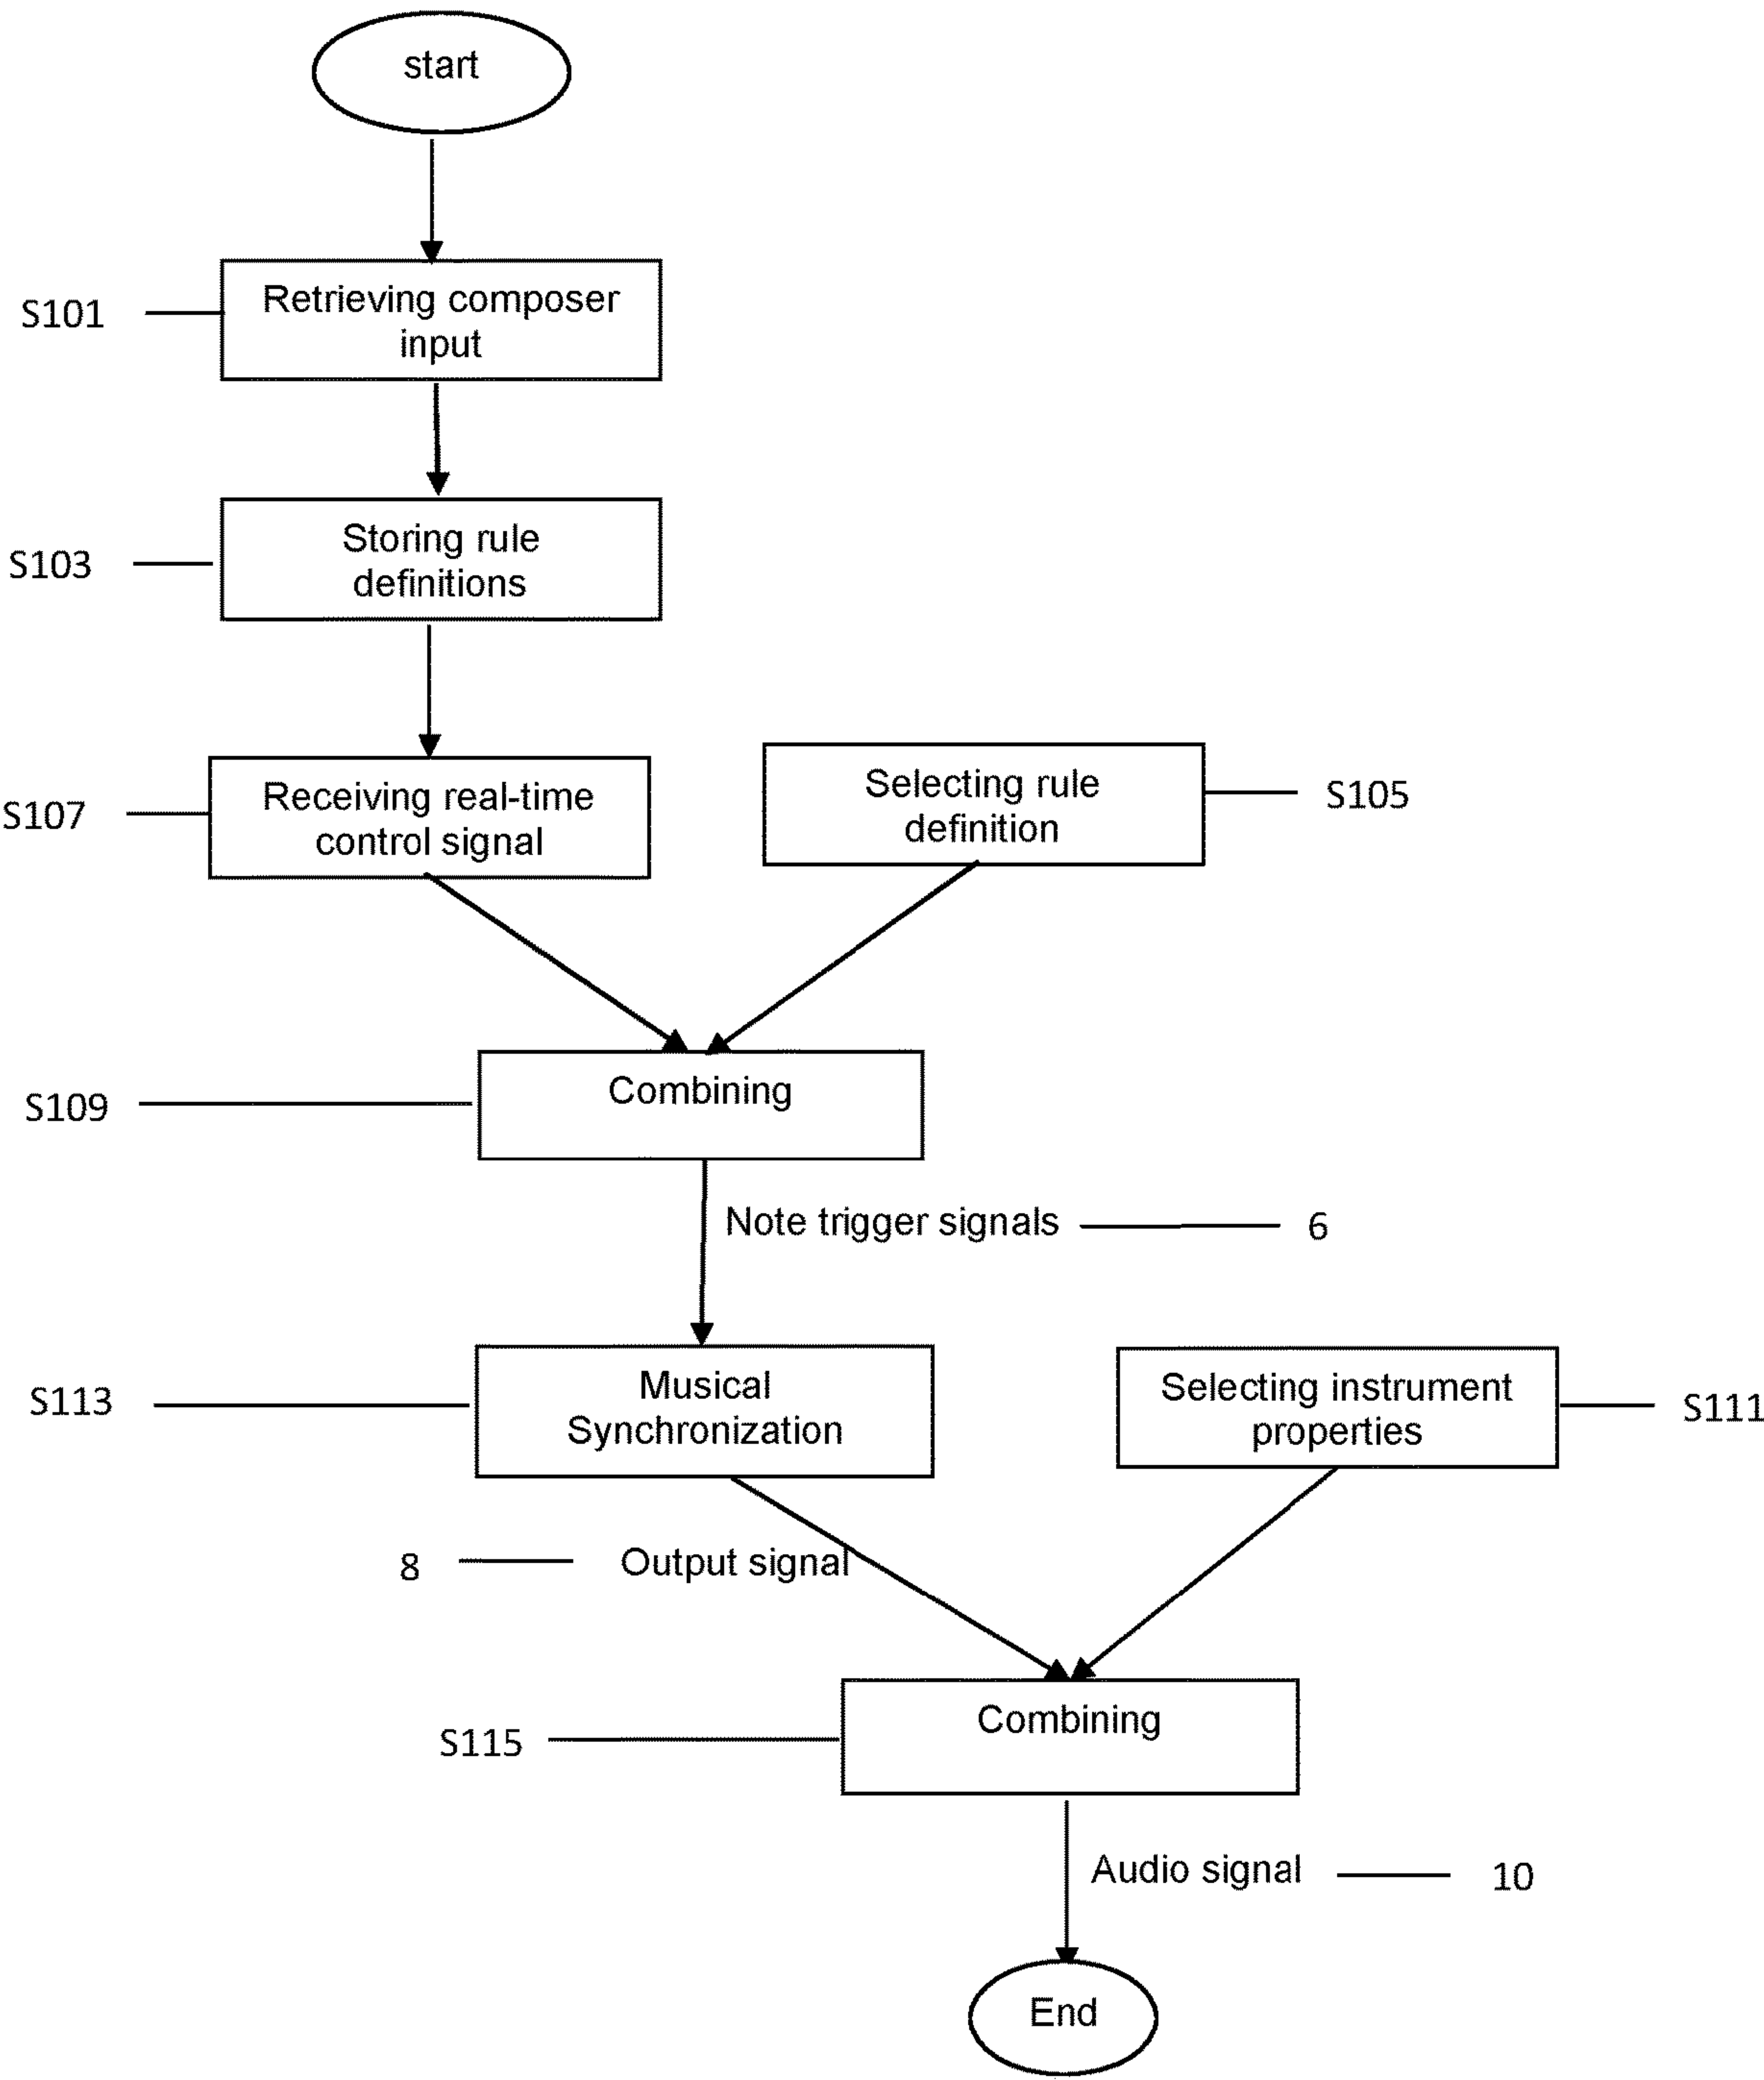 start
S101
Retrieving composer
input
S103
Storing rule
definitions
S107
Receiving real-time
control signal
Selecting rule
definition
S105
S109
Combining
Note trigger signals
6
S113
Musical
Synchronization
Selecting instrument
properties
S111
8
Output signal
S115
Combining
Audio signal
10
End